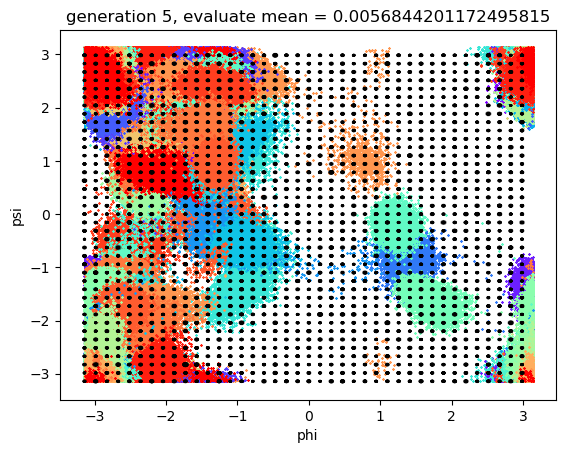 generation 5, evaluate mean = 0.0056844201172495815
3
2
1
0
−1
−2
−3
psi
−3 −2 −1 0 1 2 3
phi